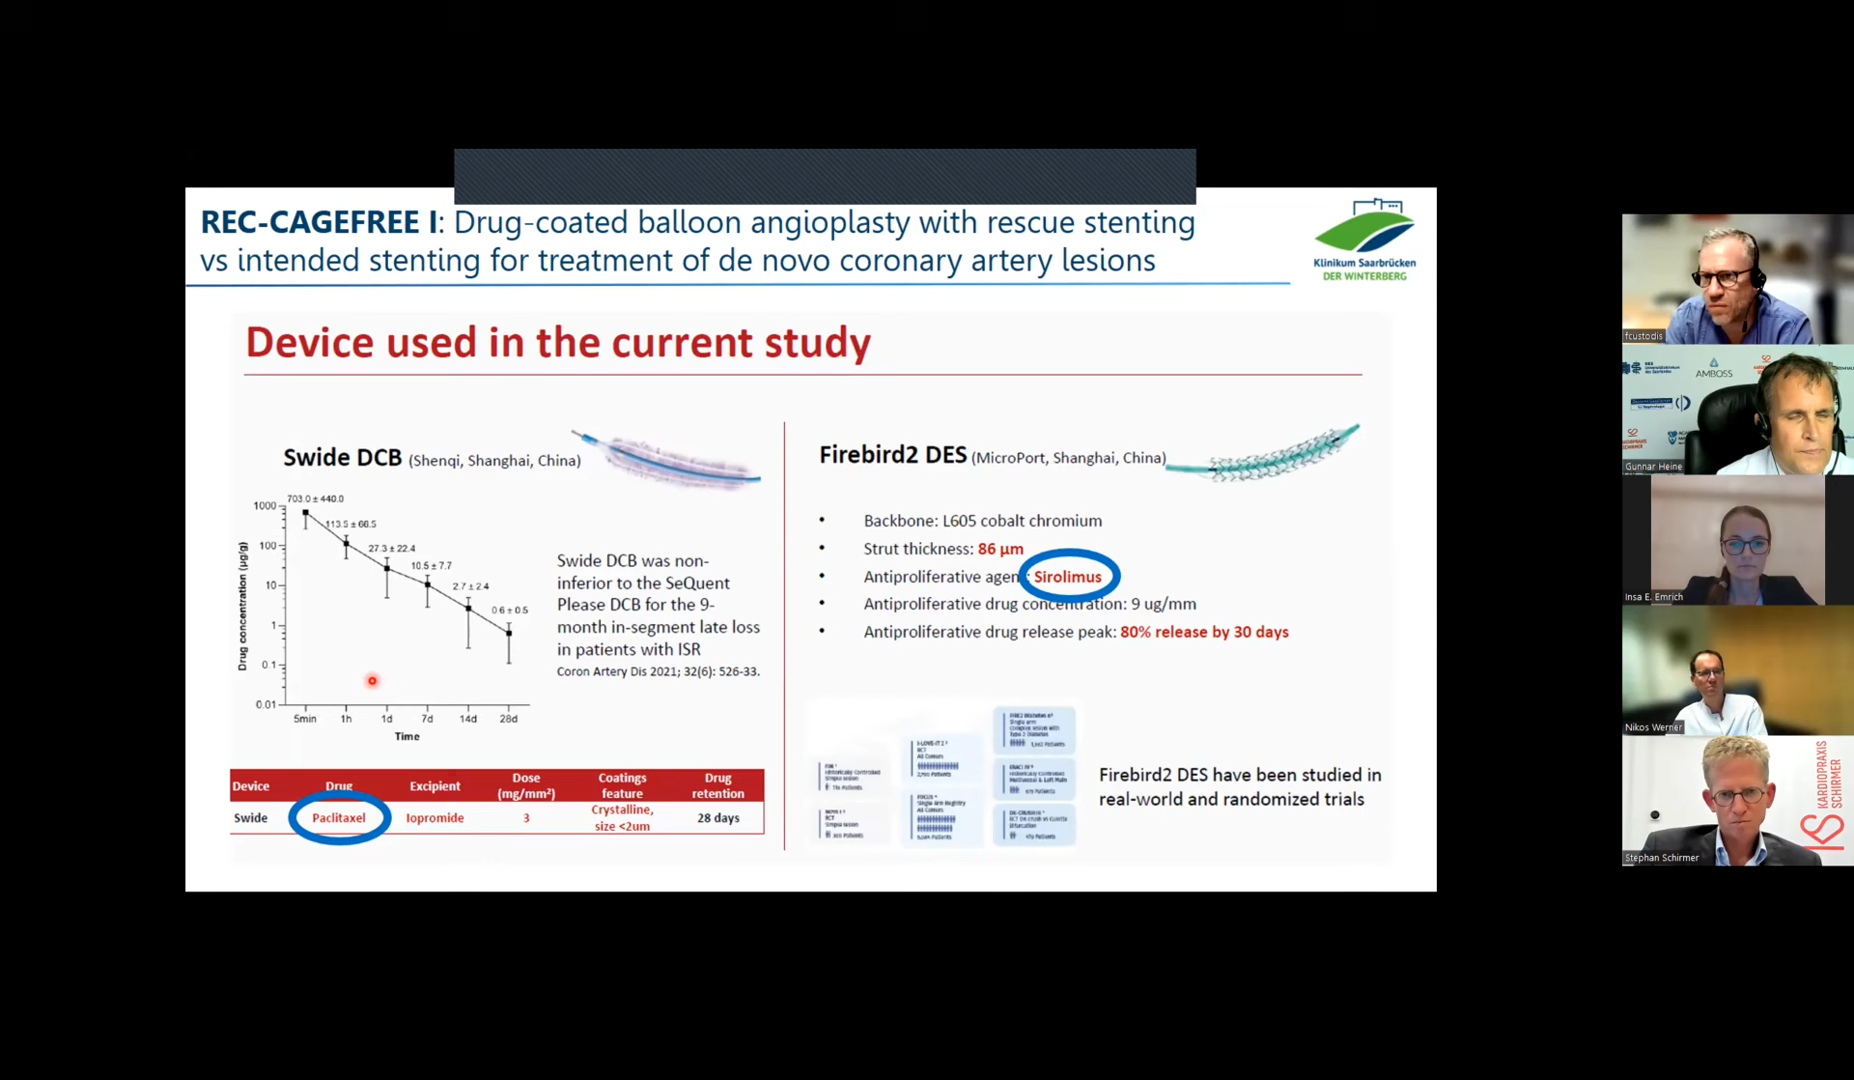 REC-CAGEFREE I: Drug-coated balloon angioplasty with rescue stenting
vs intended stenting for treatment of de novo coronary artery lesions
Klinikum Saarbrücken
DER WINTERBERG
Device used in the current study
Swide DCB (Shenqi, Shanghai, China)
1000
100
10
1
0.1
0.01
Drug concentration (µg/g)
703.0 ± 440.0
113.5 ± 66.5
27.3 ± 22.4
10.5 ± 7.7
2.7 ± 2.4
0.6 ± 0.5
5min 1h 1d 7d 14d 28d
Time
Swide DCB was non-
inferior to the SeQuent
Please DCB for the 9-
month in-segment late loss
in patients with ISR
Coron Artery Dis 2021; 32(6): 526-33.
Device Drug Excipient Dose (mg/mm²) Coatings feature Drug retention
Swide Paclitaxel Iopromide 3 Crystalline, size <2um 28 days
Firebird2 DES (MicroPort, Shanghai, China)
• Backbone: L605 cobalt chromium
• Strut thickness: 86 µm
• Antiproliferative agent: Sirolimus
• Antiproliferative drug concentration: 9 ug/mm
• Antiproliferative drug release peak: 80% release by 30 days
Firebird2 DES have been studied in
real-world and randomized trials
fcustodis
AMBOSS
Gunnar Heine
Insa E. Emrich
Nikos Werner
KARDIOPRAXIS
SCHIRMER
Stephan Schirmer